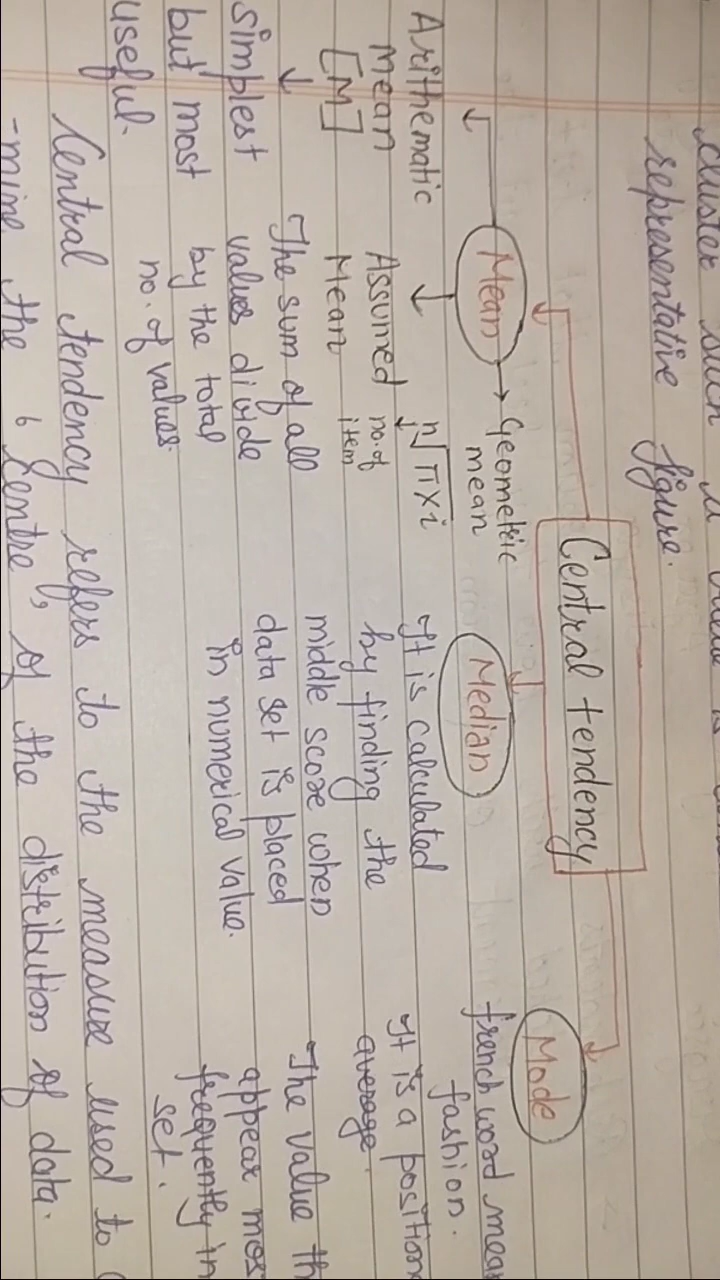 cluster such
representative figure.
Central tendency
Mean
Median
Mode
Arithematic
mean
[M]
simplest
but most
useful.
Assumed
Mean
The sum of all
values divide
by the total
no. of values.
Geometric
mean
n√πxi
no. of
item
It is calculated
by finding the
middle score when
data set is placed
in numerical value.
french word
fashion.
It is a
average.
The value
appear
frequently in
set.
Central tendency refers to the measure used to
-mine the 'Centre', of the distribution of data.